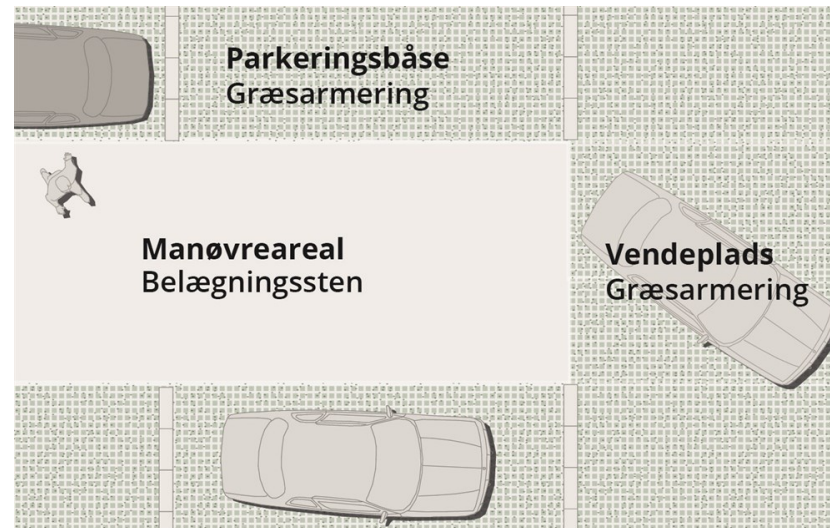 Parkeringsbåse
Græsarmering
Manøvreareal
Belægningssten
Vendeplads
Græsarmering